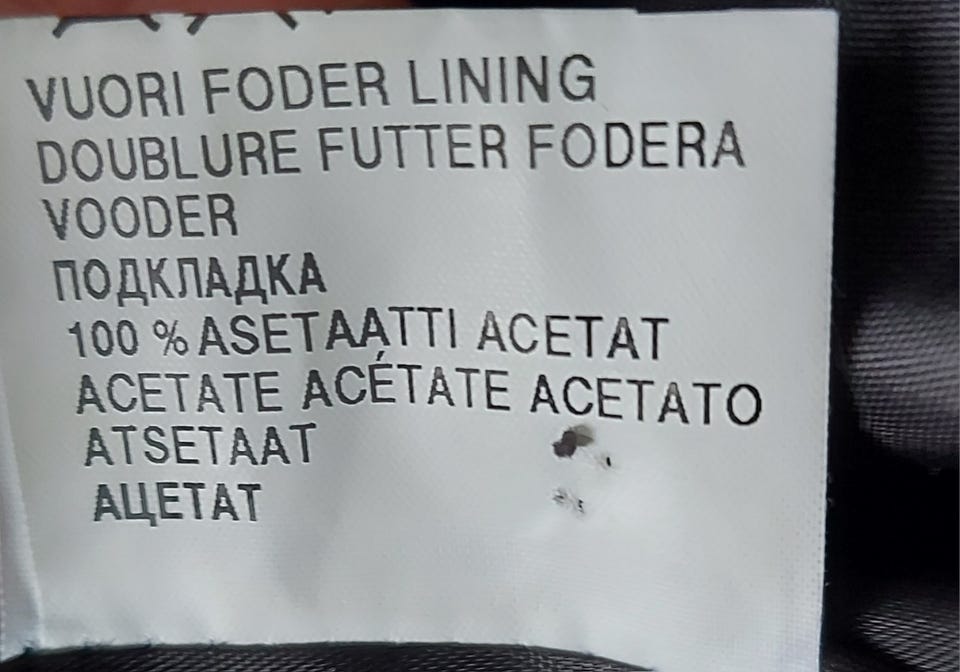 VUORI FODER LINING
DOUBLURE FUTTER FODERA
VOODER
ПОДКЛАДКА
100 % ASETAATTI ACETAT
ACETATE ACÉTATE ACETATO
ATSETAAT
АЦЕТАТ